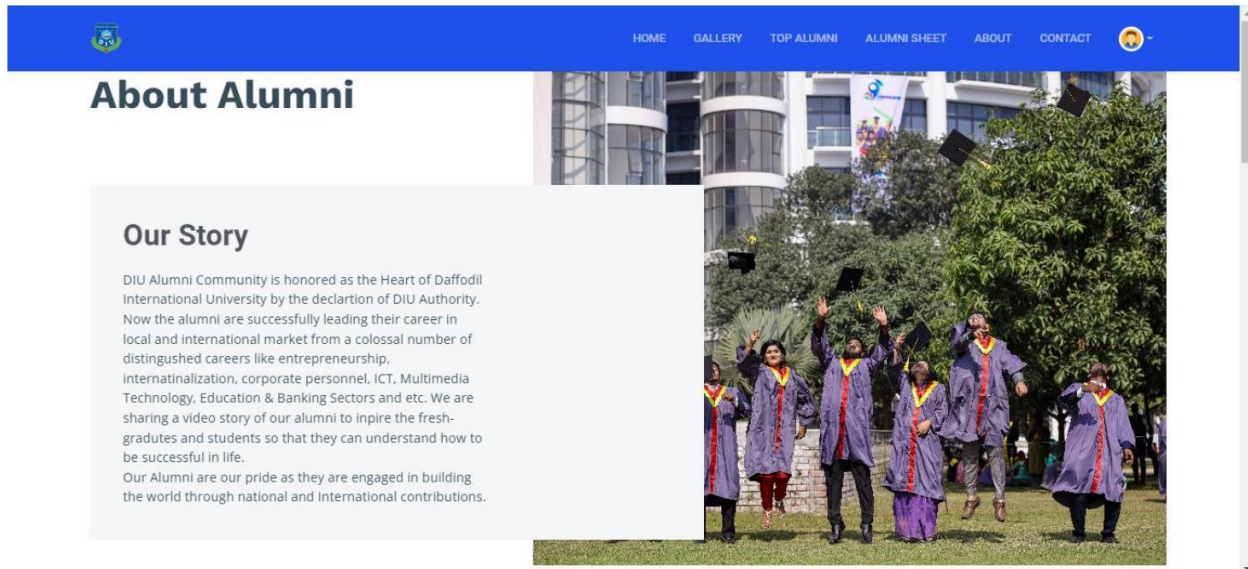 DIU
HOME GALLERY TOP ALUMNI ALUMNI SHEET ABOUT CONTACT
About Alumni
Our Story
DIU Alumni Community is honored as the Heart of Daffodil
International University by the declartion of DIU Authority.
Now the alumni are successfully leading their career in
local and international market from a colossal number of
distingushed careers like entrepreneurship,
internatinalization, corporate personnel, ICT, Multimedia
Technology, Education & Banking Sectors and etc. We are
sharing a video story of our alumni to inpire the fresh-
gradutes and students so that they can understand how to
be successful in life.
Our Alumni are our pride as they are engaged in building
the world through national and International contributions.